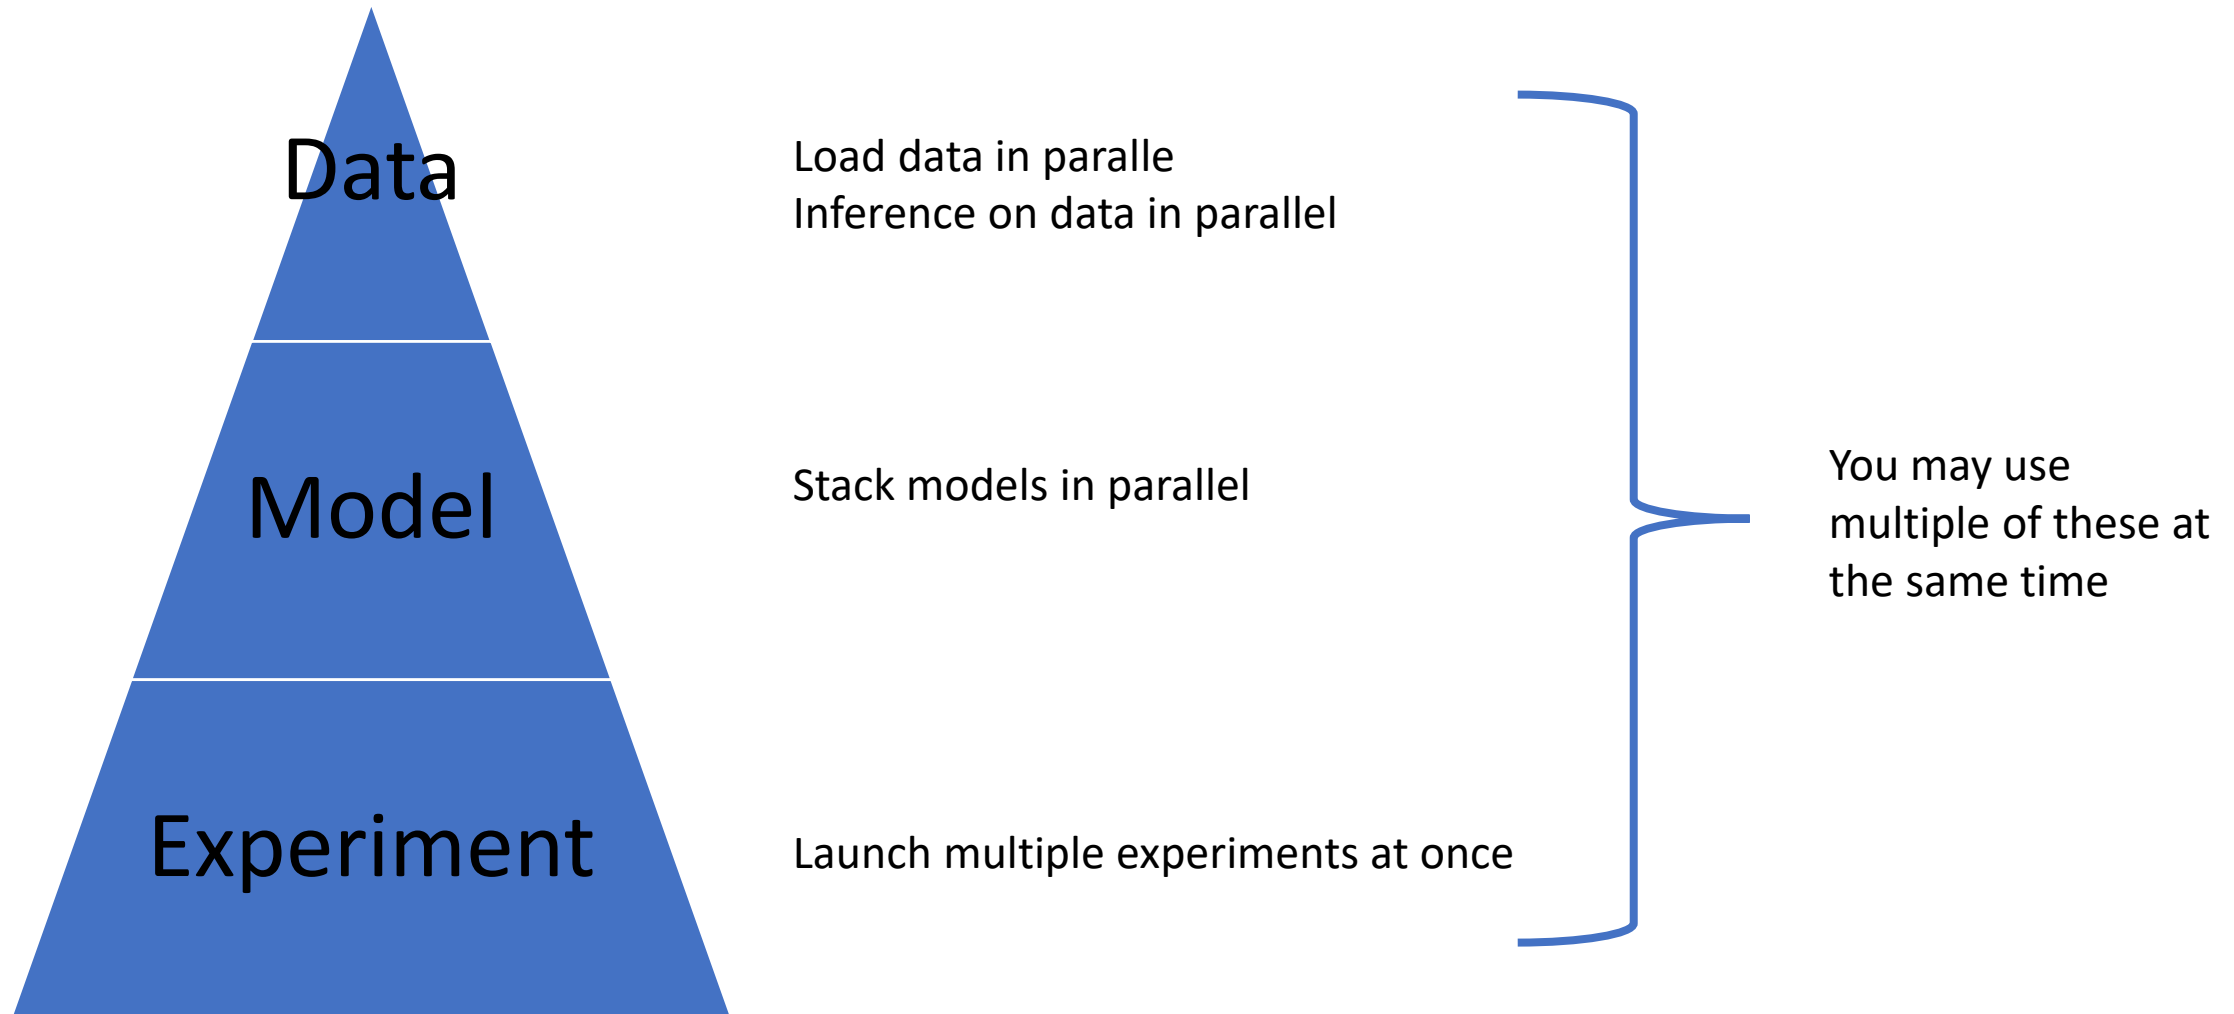 Data
Load data in paralle
Inference on data in parallel
Model
Stack models in parallel
Experiment
Launch multiple experiments at once
You may use
multiple of these at
the same time